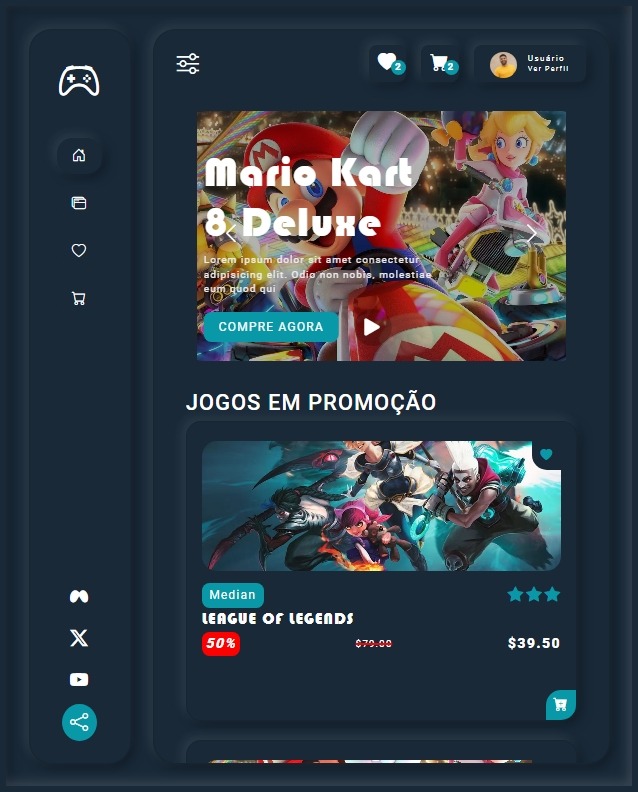 2
2
Usuário
Ver Perfil
Mario Kart
8 Deluxe
Lorem ipsum dolor sit amet consectetur
adipisicing elit. Odio non nobis, molestiae
eum quod qui
COMPRE AGORA
JOGOS EM PROMOÇÃO
Median
LEAGUE OF LEGENDS
50%
$79.00
$39.50